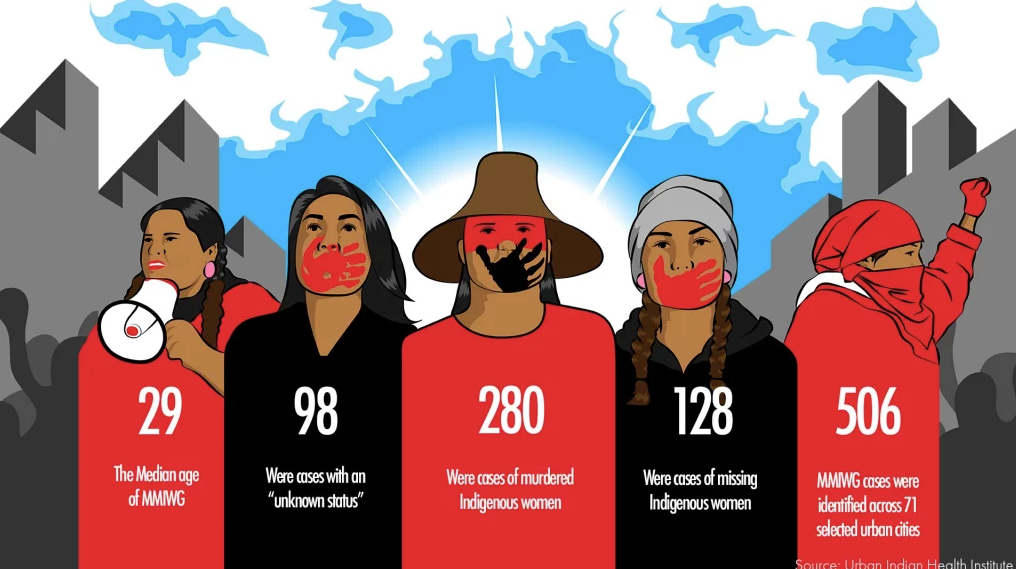 29
The Median age
of MMIWG
98
Were cases with an
“unknown status”
280
Were cases of murdered
Indigenous women
128
Were cases of missing
Indigenous women
506
MMIWG cases were
identified across 71
selected urban cities
Source: Urban Indian Health Institute